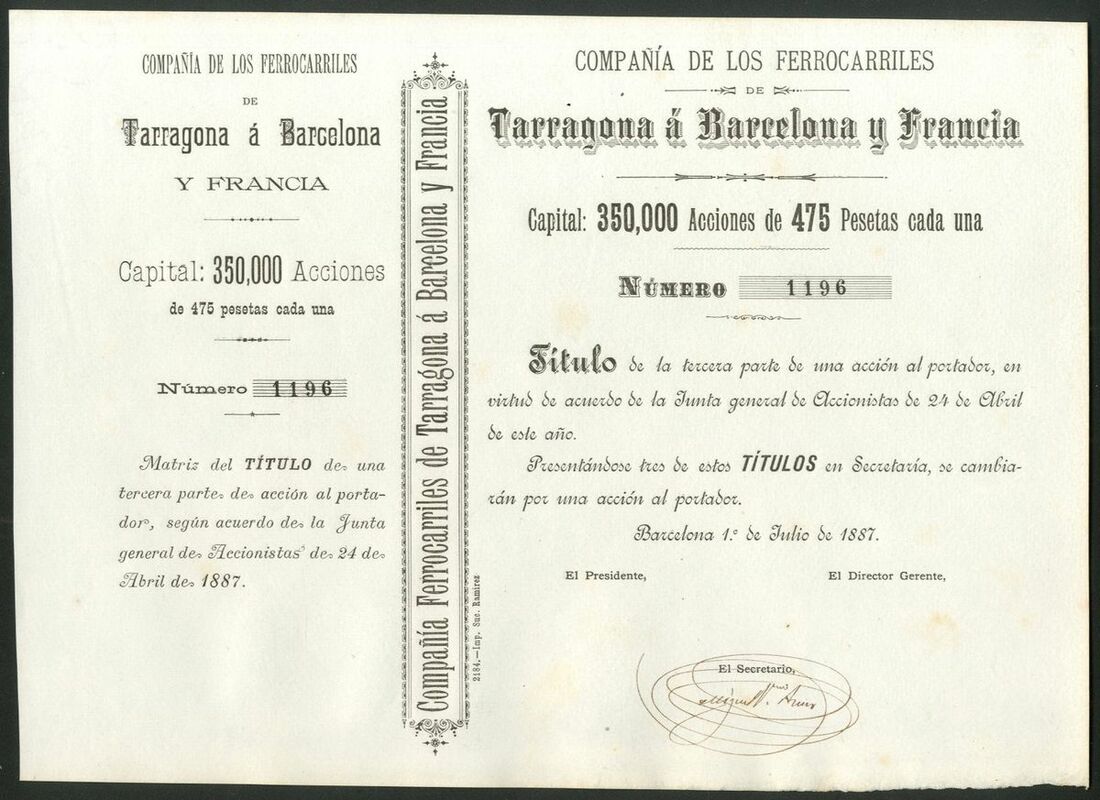 COMPAÑÍA DE LOS FERROCARRILES
DE
Tarragona á Barcelona
Y FRANCIA
Capital: 350,000 Acciones
de 475 pesetas cada una
Número 1196
Matriz del TÍTULO de una
tercera parte de acción al porta-
dor, según acuerdo de la Junta
general de Accionistas de 24 de
Abril de 1887.
Compañía Ferrocarriles de Tarragona á Barcelona y Francia
2184.—Imp. Suc. Ramirez
COMPAÑÍA DE LOS FERROCARRILES
DE
Tarragona á Barcelona y Francia
Capital: 350,000 Acciones de 475 Pesetas cada una
NÚMERO 1196
Título de la tercera parte de una acción al portador, en
virtud de acuerdo de la Junta general de Accionistas de 24 de Abril
de este año.
Presentándose tres de estos TÍTULOS en Secretaría, se cambia-
rán por una acción al portador.
Barcelona 1.º de Julio de 1887.
El Presidente,
El Director Gerente,
El Secretario,